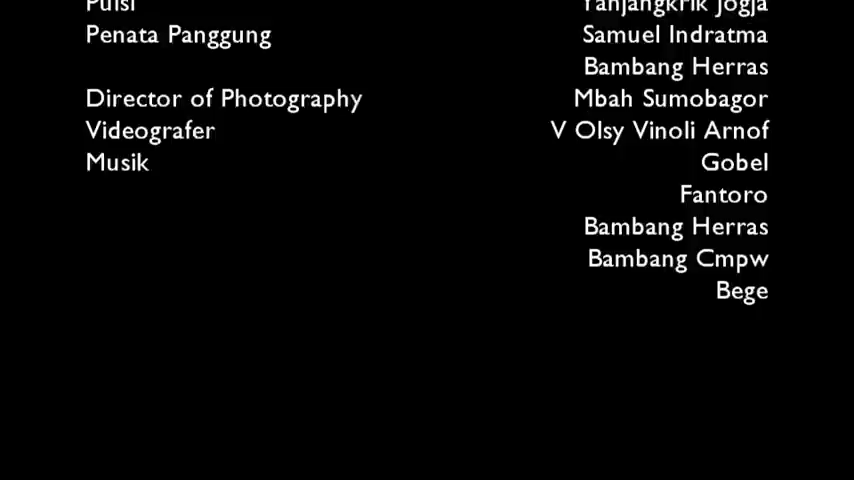 Puisi Yanjangkrik Jogja
Penata Panggung Samuel Indratma
Bambang Herras
Director of Photography Mbah Sumobagor
Videografer V Olsy Vinoli Arnof
Musik Gobel
Fantoro
Bambang Herras
Bambang Cmpw
Bege